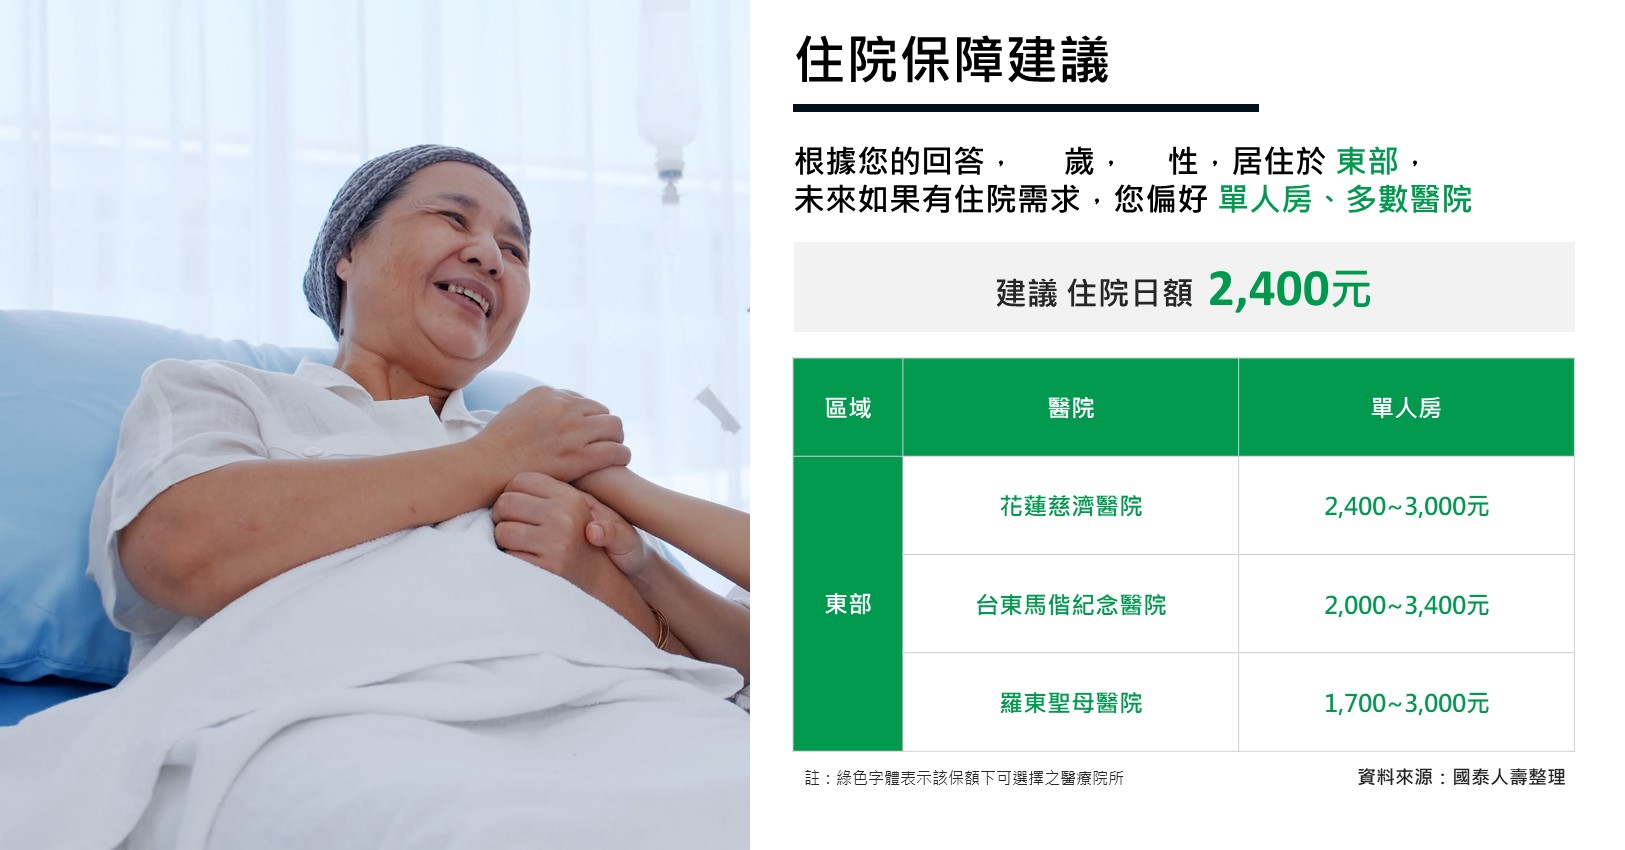 住院保障建議
根據您的回答， 歲， 性，居住於 東部，
未來如果有住院需求，您偏好 單人房、多數醫院
建議 住院日額 2,400元
區域 醫院 單人房
東部
花蓮慈濟醫院 2,400~3,000元
台東馬偕紀念醫院 2,000~3,400元
羅東聖母醫院 1,700~3,000元
註：綠色字體表示該保額下可選擇之醫療院所
資料來源：國泰人壽整理